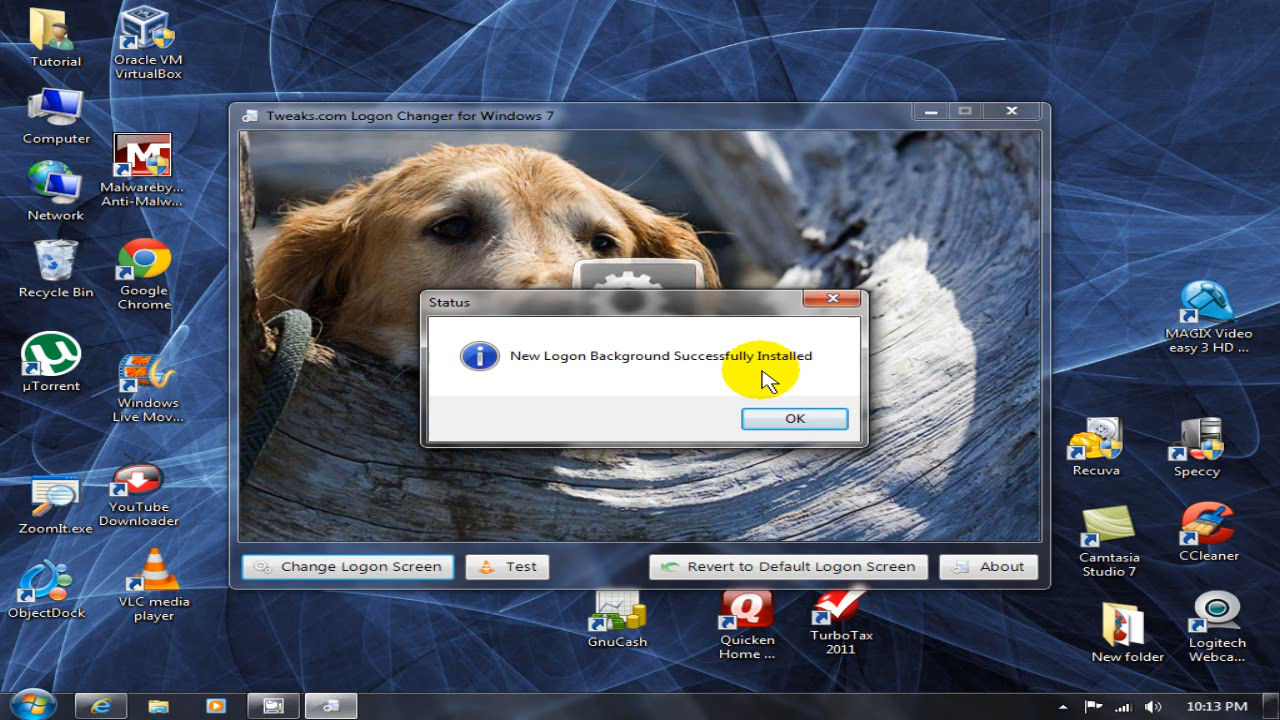 Tutorial
Oracle VM
VirtualBox
Computer
Malwareby...
Anti-Malw...
Network
Recycle Bin
Google
Chrome
µTorrent
Windows
Live Mov...
ZoomIt.exe
YouTube
Downloader
ObjectDock
VLC media
player
Tweaks.com Logon Changer for Windows 7
Status
New Logon Background Successfully Installed
OK
Change Logon Screen
Test
Revert to Default Logon Screen
About
GnuCash
Quicken
Home ...
TurboTax
2011
MAGIX Video
easy 3 HD ...
Recuva
Speccy
Camtasia
Studio 7
CCleaner
New folder
Logitech
Webca...
10:13 PM